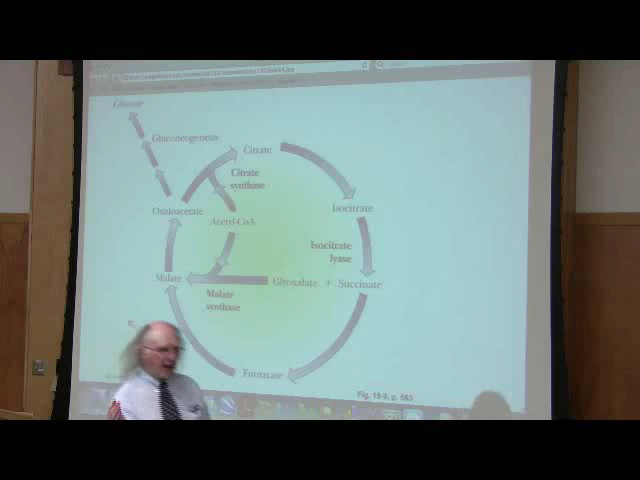 Glucose
Gluconeogenesis
Citrate
Citrate
synthase
Oxaloacetate
Acetyl-CoA
Isocitrate
Isocitrate
lyase
Malate
Glyoxalate + Succinate
Malate
synthase
Fumarate
Fig. 19-9, p. 563